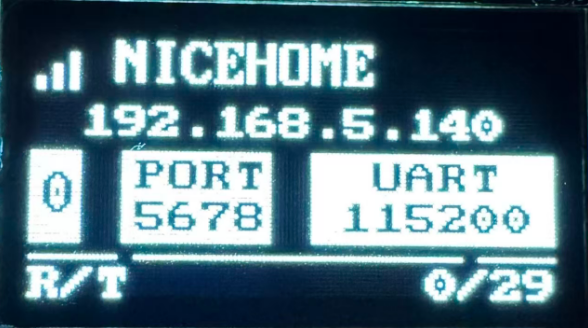 NICEHOME
192.168.5.140
0 PORT UART
5678 115200
R/T 0/29